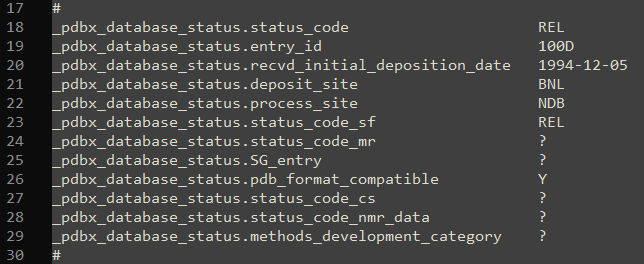 17 #
18 _pdbx_database_status.status_code REL
19 _pdbx_database_status.entry_id 100D
20 _pdbx_database_status.recvd_initial_deposition_date 1994-12-05
21 _pdbx_database_status.deposit_site BNL
22 _pdbx_database_status.process_site NDB
23 _pdbx_database_status.status_code_sf REL
24 _pdbx_database_status.status_code_mr ?
25 _pdbx_database_status.SG_entry ?
26 _pdbx_database_status.pdb_format_compatible Y
27 _pdbx_database_status.status_code_cs ?
28 _pdbx_database_status.status_code_nmr_data ?
29 _pdbx_database_status.methods_development_category ?
30 #